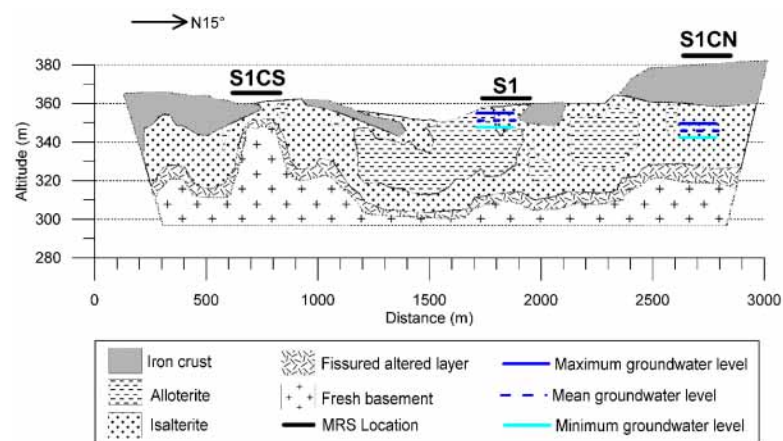 N15°
S1CN
S1CS
S1
380
360
340
320
300
280
Altitude (m)
0 500 1000 1500 2000 2500 3000
Distance (m)
Iron crust
Alloterite
Isalterite
Fissured altered layer
Fresh basement
MRS Location
Maximum groundwater level
Mean groundwater level
Minimum groundwater level